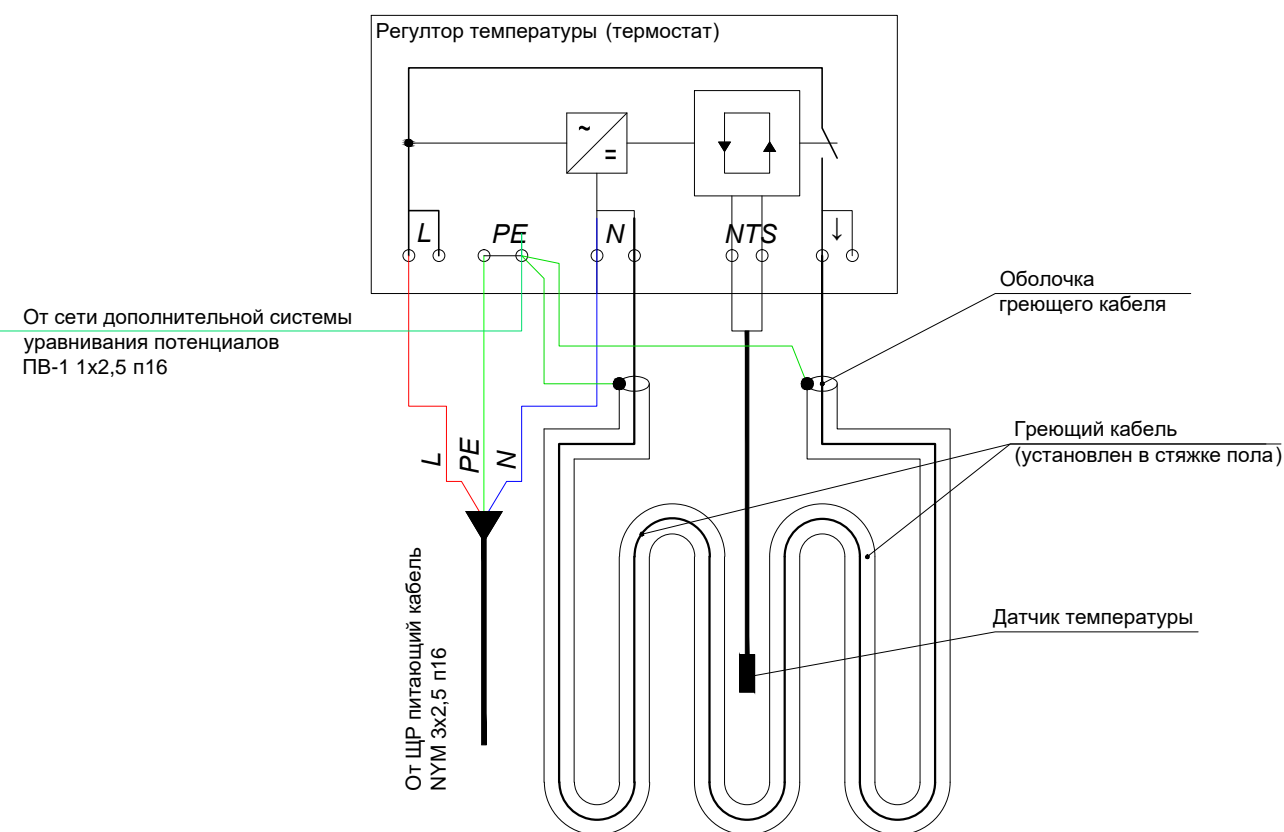 Регултор температуры (термостат)
~
=
L
PE
N
NTS
↓
Оболочка
греющего кабеля
От сети дополнительной системы
уравнивания потенциалов
ПВ-1 1х2,5 п16
L
PE
N
Греющий кабель
(установлен в стяжке пола)
Датчик температуры
От ЩР питающий кабель
NYM 3х2,5 п16